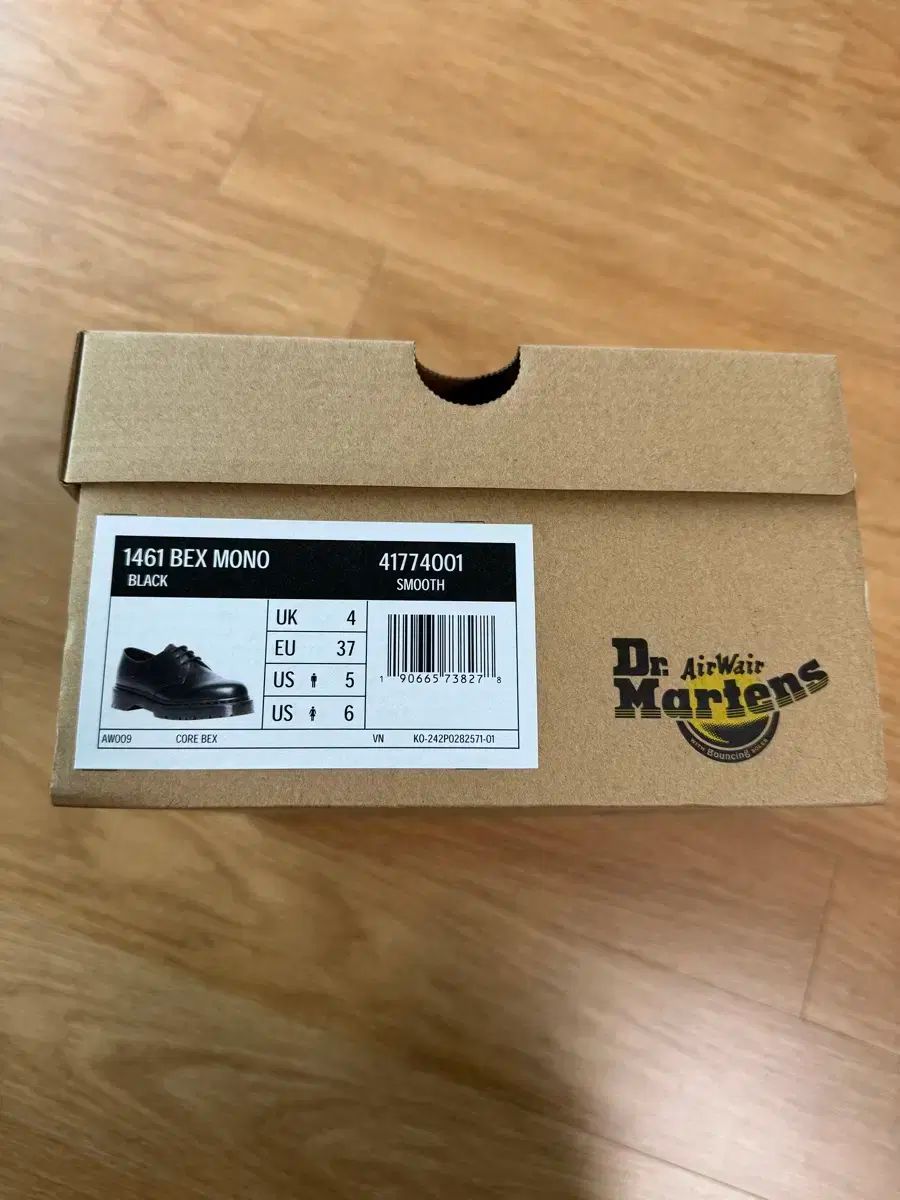 1461 BEX MONO
BLACK
41774001
SMOOTH
UK 4
EU 37
US 5
US 6
1 90665 73827 8
AW009 CORE BEX VN KO-242P0282571-01
Dr. AirWair
Martens
WITH Bouncing SOLES